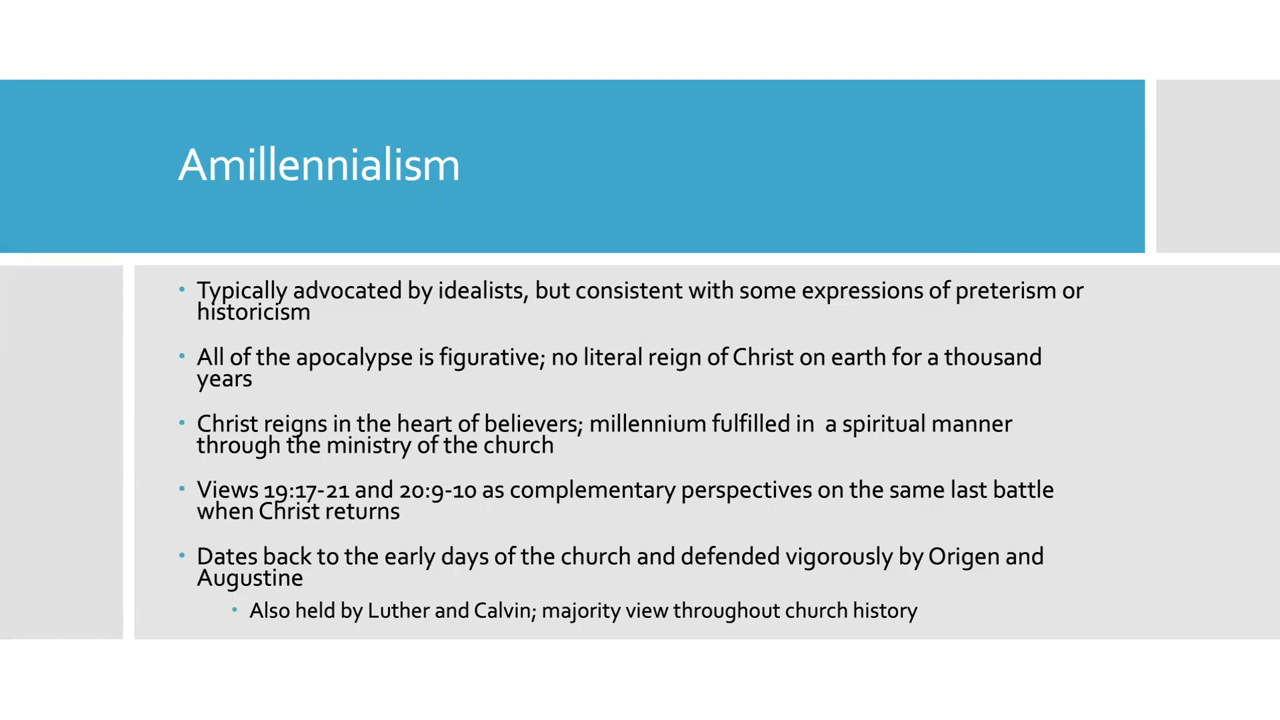 Amillennialism
• Typically advocated by idealists, but consistent with some expressions of preterism or
historicism
• All of the apocalypse is figurative; no literal reign of Christ on earth for a thousand
years
• Christ reigns in the heart of believers; millennium fulfilled in  a spiritual manner
through the ministry of the church
• Views 19:17-21 and 20:9-10 as complementary perspectives on the same last battle
when Christ returns
• Dates back to the early days of the church and defended vigorously by Origen and
Augustine
• Also held by Luther and Calvin; majority view throughout church history